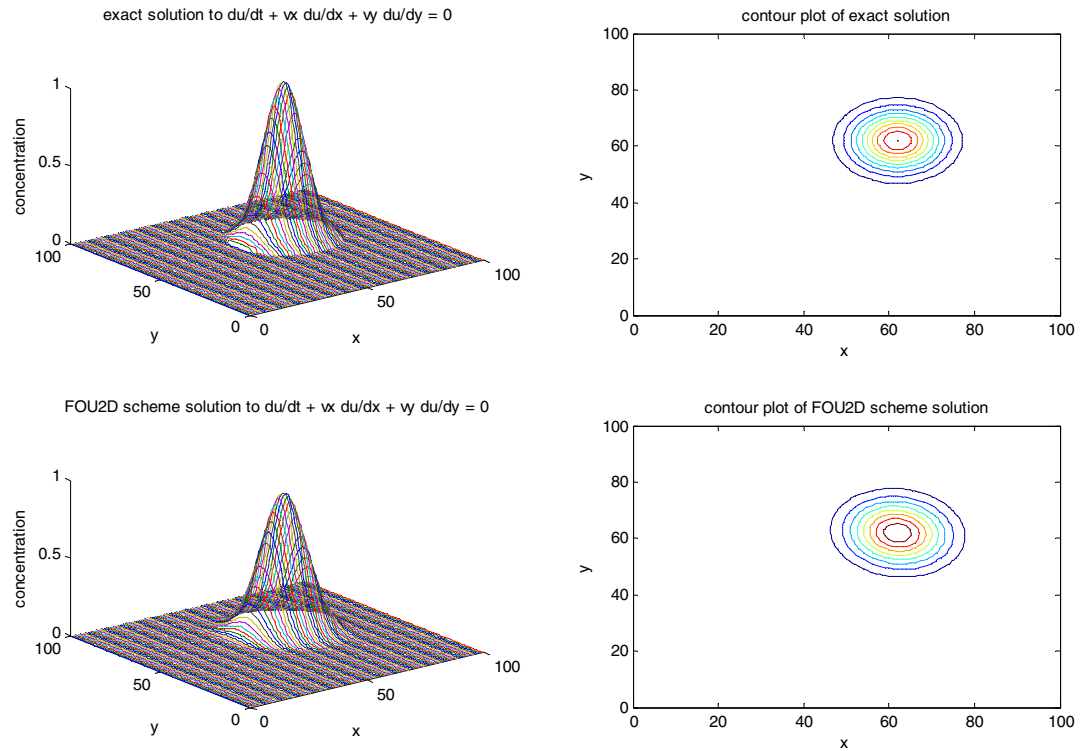 exact solution to du/dt + vx du/dx + vy du/dy = 0
1
0.5
0
concentration
100
50
0
y
0
50
100
x
contour plot of exact solution
100
80
60
40
20
0
y
0 20 40 60 80 100
x
FOU2D scheme solution to du/dt + vx du/dx + vy du/dy = 0
1
0.5
0
concentration
100
50
0
y
0
50
100
x
contour plot of FOU2D scheme solution
100
80
60
40
20
0
y
0 20 40 60 80 100
x